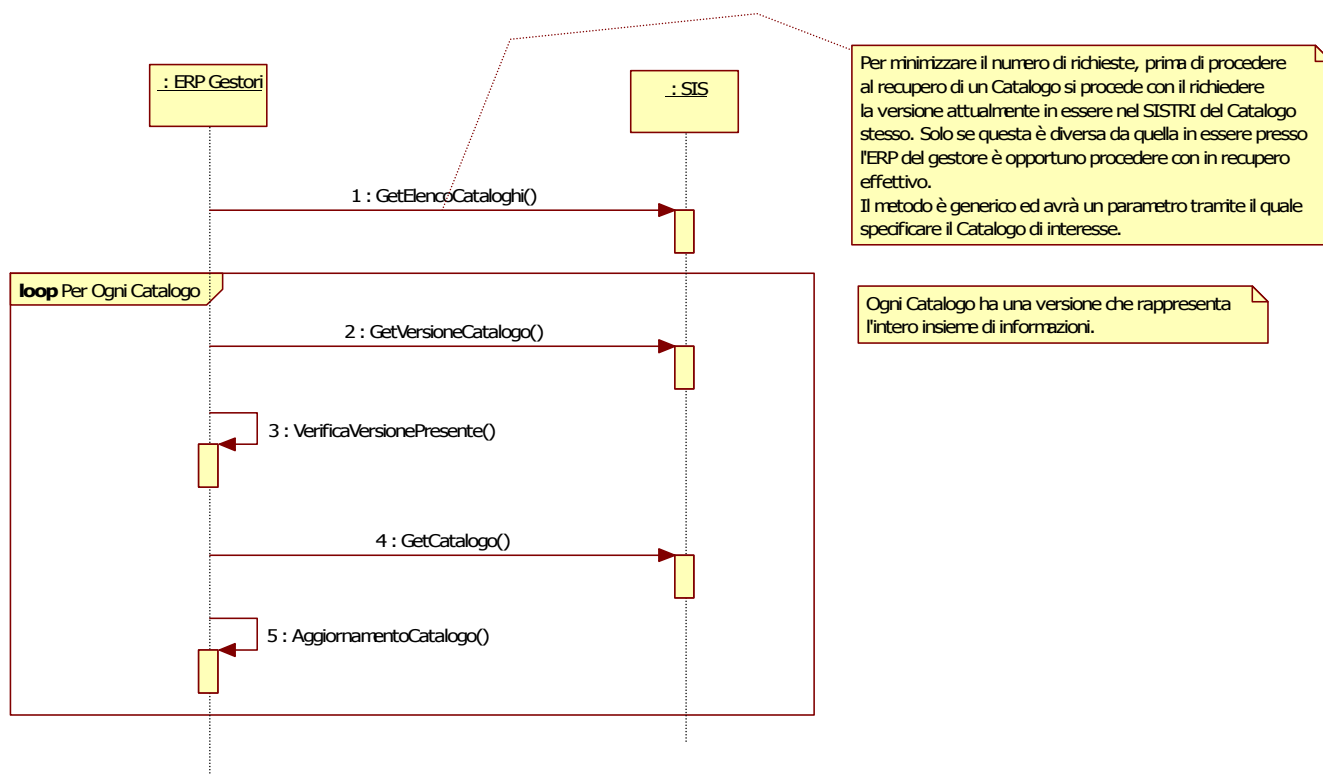 : ERP Gestori
: SIS
Per minimizzare il numero di richieste, prima di procedere
al recupero di un Catalogo si procede con il richiedere
la versione attualmente in essere nel SISTRI del Catalogo
stesso. Solo se questa è diversa da quella in essere presso
l'ERP del gestore è opportuno procedere con in recupero
effettivo.
Il metodo è generico ed avrà un parametro tramite il quale
specificare il Catalogo di interesse.
1 : GetElencoCataloghi()
loop Per Ogni Catalogo
Ogni Catalogo ha una versione che rappresenta
l'intero insieme di informazioni.
2 : GetVersioneCatalogo()
3 : VerificaVersionePresente()
4 : GetCatalogo()
5 : AggiornamentoCatalogo()